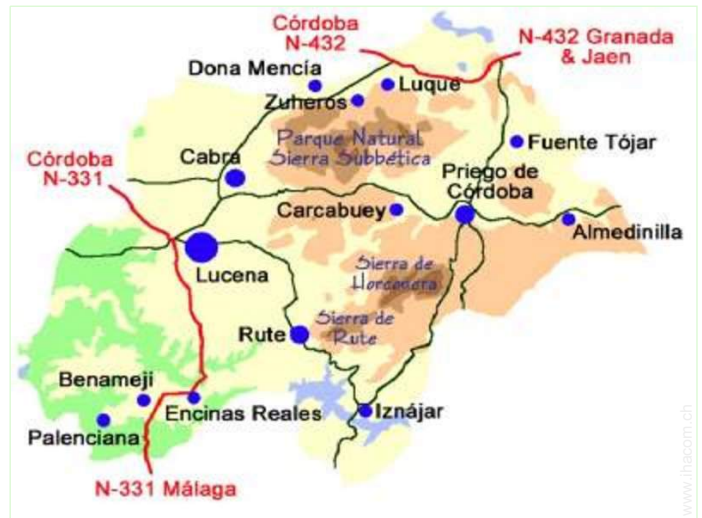 Córdoba
N-432
N-432 Granada
& Jaen
Dona Mencía
Luque
Zuheros
Parque Natural
Sierra Subbética
Fuente Tójar
Córdoba
N-331
Cabra
Priego de
Córdoba
Carcabuey
Almedinilla
Lucena
Sierra de
Horconera
Sierra de
Rute
Rute
Benameji
Encinas Reales
Iznájar
Palenciana
N-331 Málaga
www.ihacom.ch